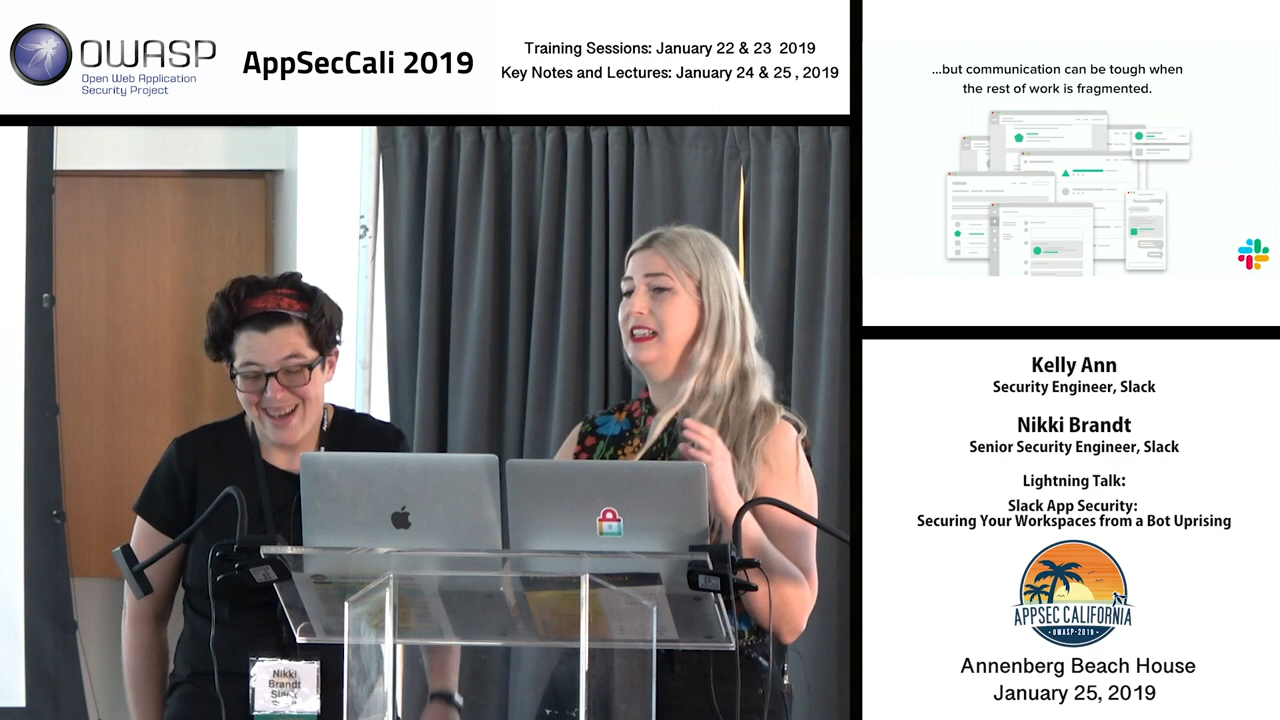 OWASP
Open Web Application
Security Project
AppSecCali 2019
Training Sessions: January 22 & 23 2019
Key Notes and Lectures: January 24 & 25 , 2019
...but communication can be tough when
the rest of work is fragmented.
Kelly Ann
Security Engineer, Slack
Nikki Brandt
Senior Security Engineer, Slack
Lightning Talk:
Slack App Security:
Securing Your Workspaces from a Bot Uprising
APPSEC CALIFORNIA
• OWASP-2019 •
Annenberg Beach House
January 25, 2019
Nikki
Brandt
Slack